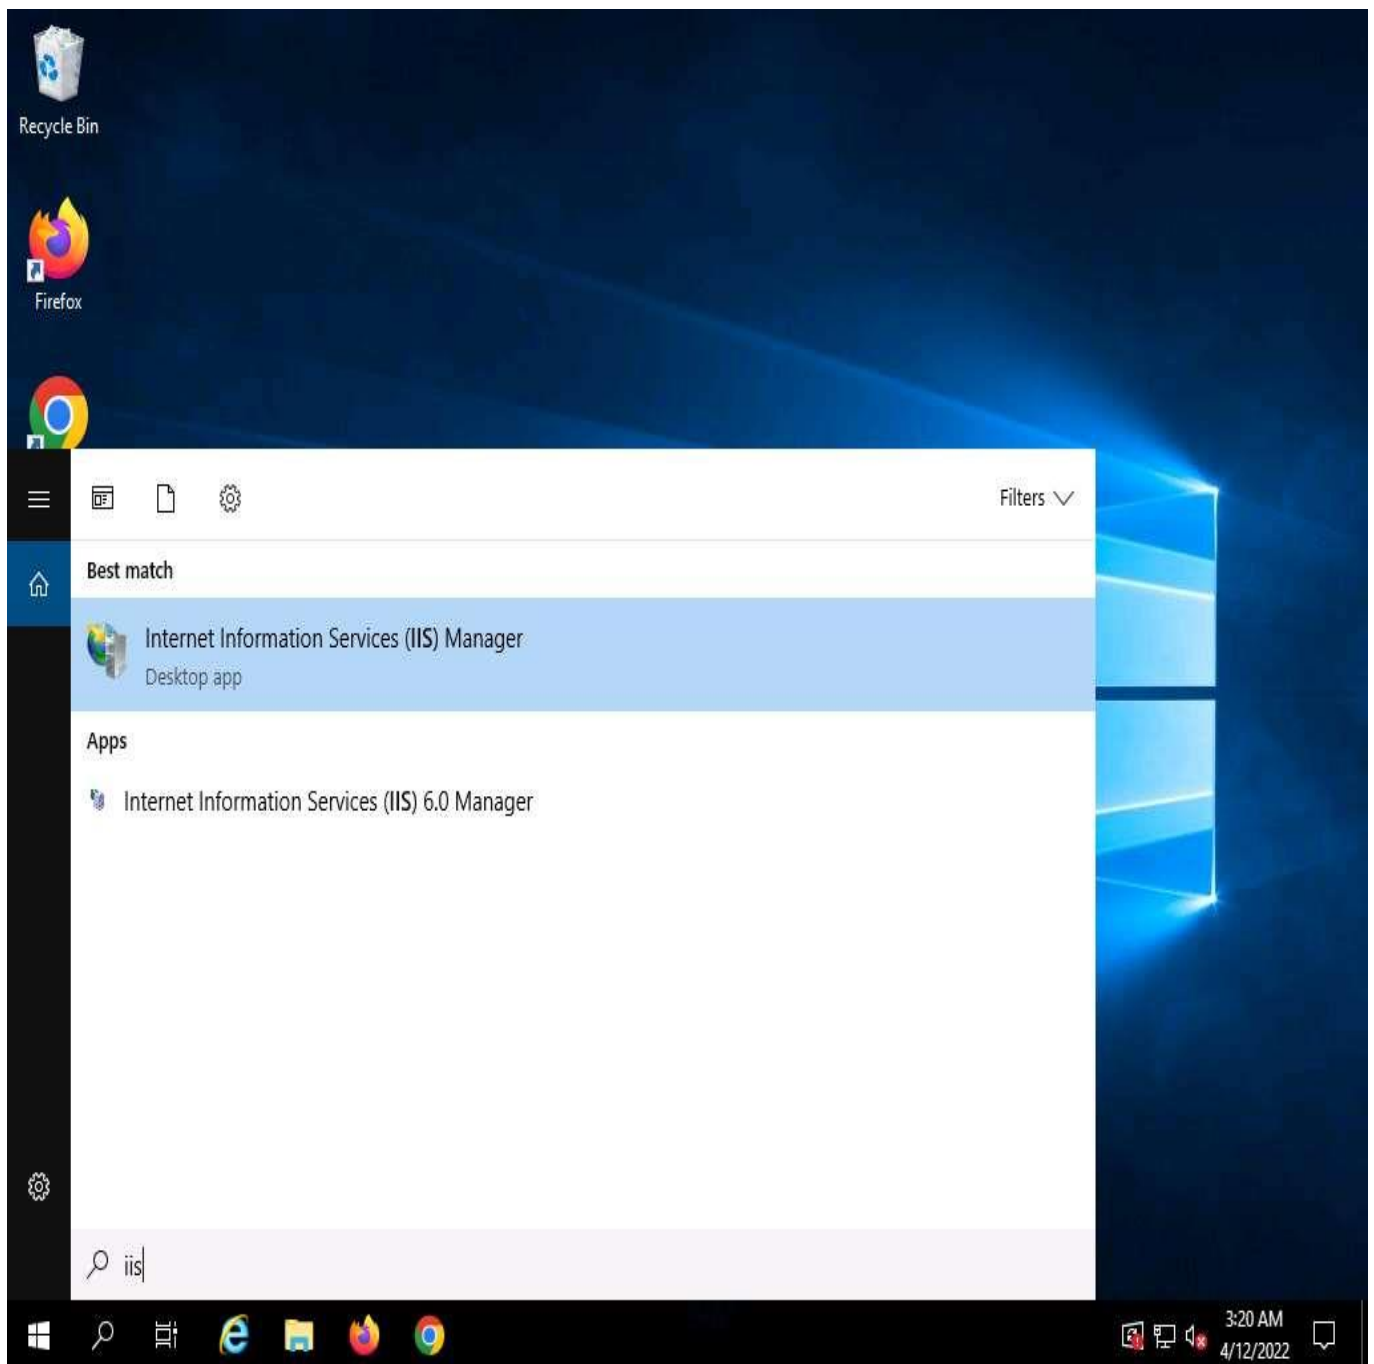 Recycle Bin
Firefox
Filters
Best match
Internet Information Services (IIS) Manager
Desktop app
Apps
Internet Information Services (IIS) 6.0 Manager
iis
3:20 AM
4/12/2022